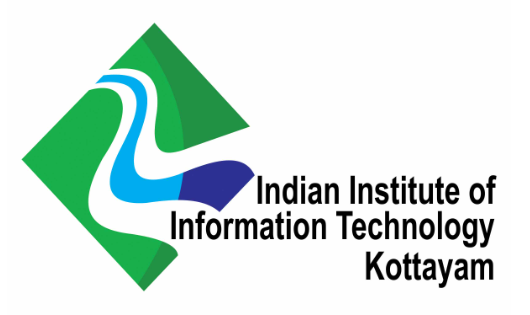 Indian Institute of
Information Technology
Kottayam